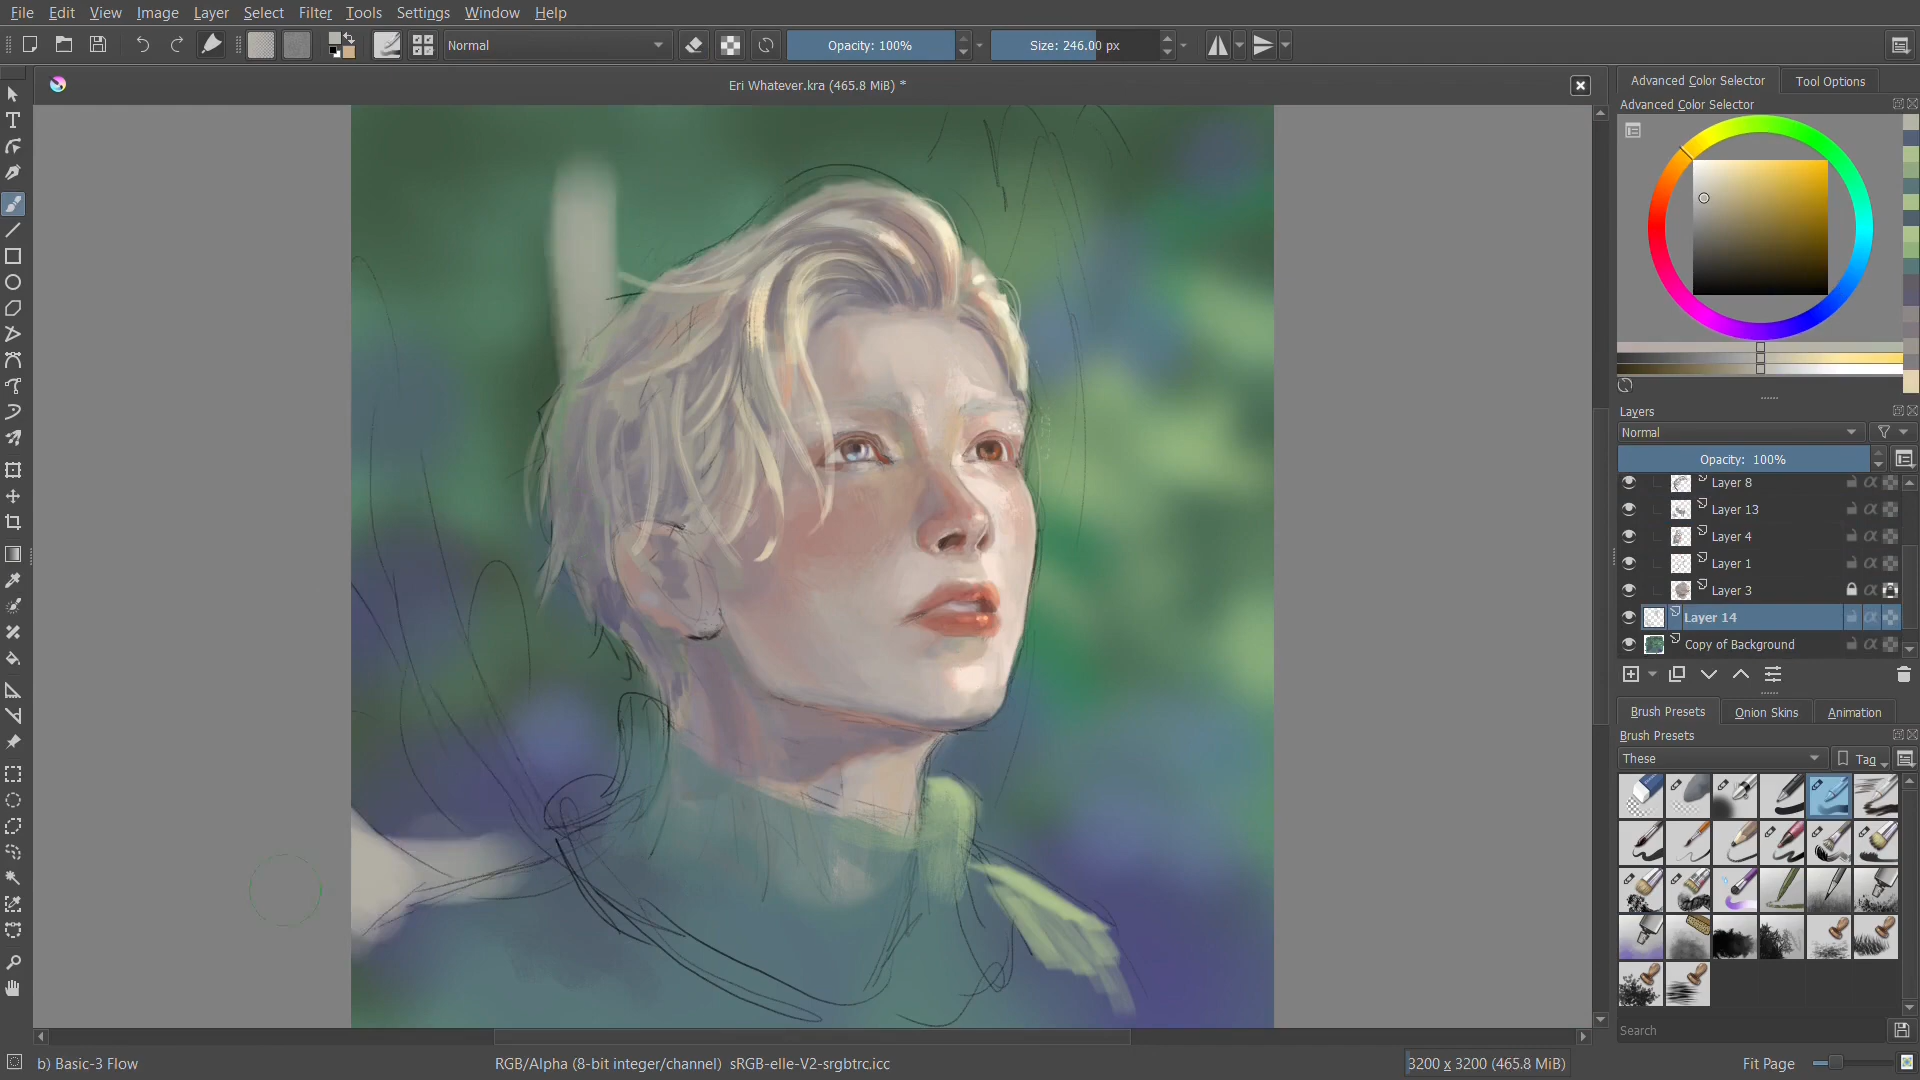 File Edit View Image Layer Select Filter Tools Settings Window Help
Normal Opacity: 100% Size: 246.00 px
Eri Whatever.kra (465.8 MiB) *
Advanced Color Selector Tool Options
Advanced Color Selector
Layers
Normal
Opacity: 100%
Layer 8
Layer 13
Layer 4
Layer 1
Layer 3
Layer 14
Copy of Background
Brush Presets Onion Skins Animation
Brush Presets
These Tag
Search
b) Basic-3 Flow RGB/Alpha (8-bit integer/channel) sRGB-elle-V2-srgbtrc.icc 3200 x 3200 (465.8 MiB) Fit Page